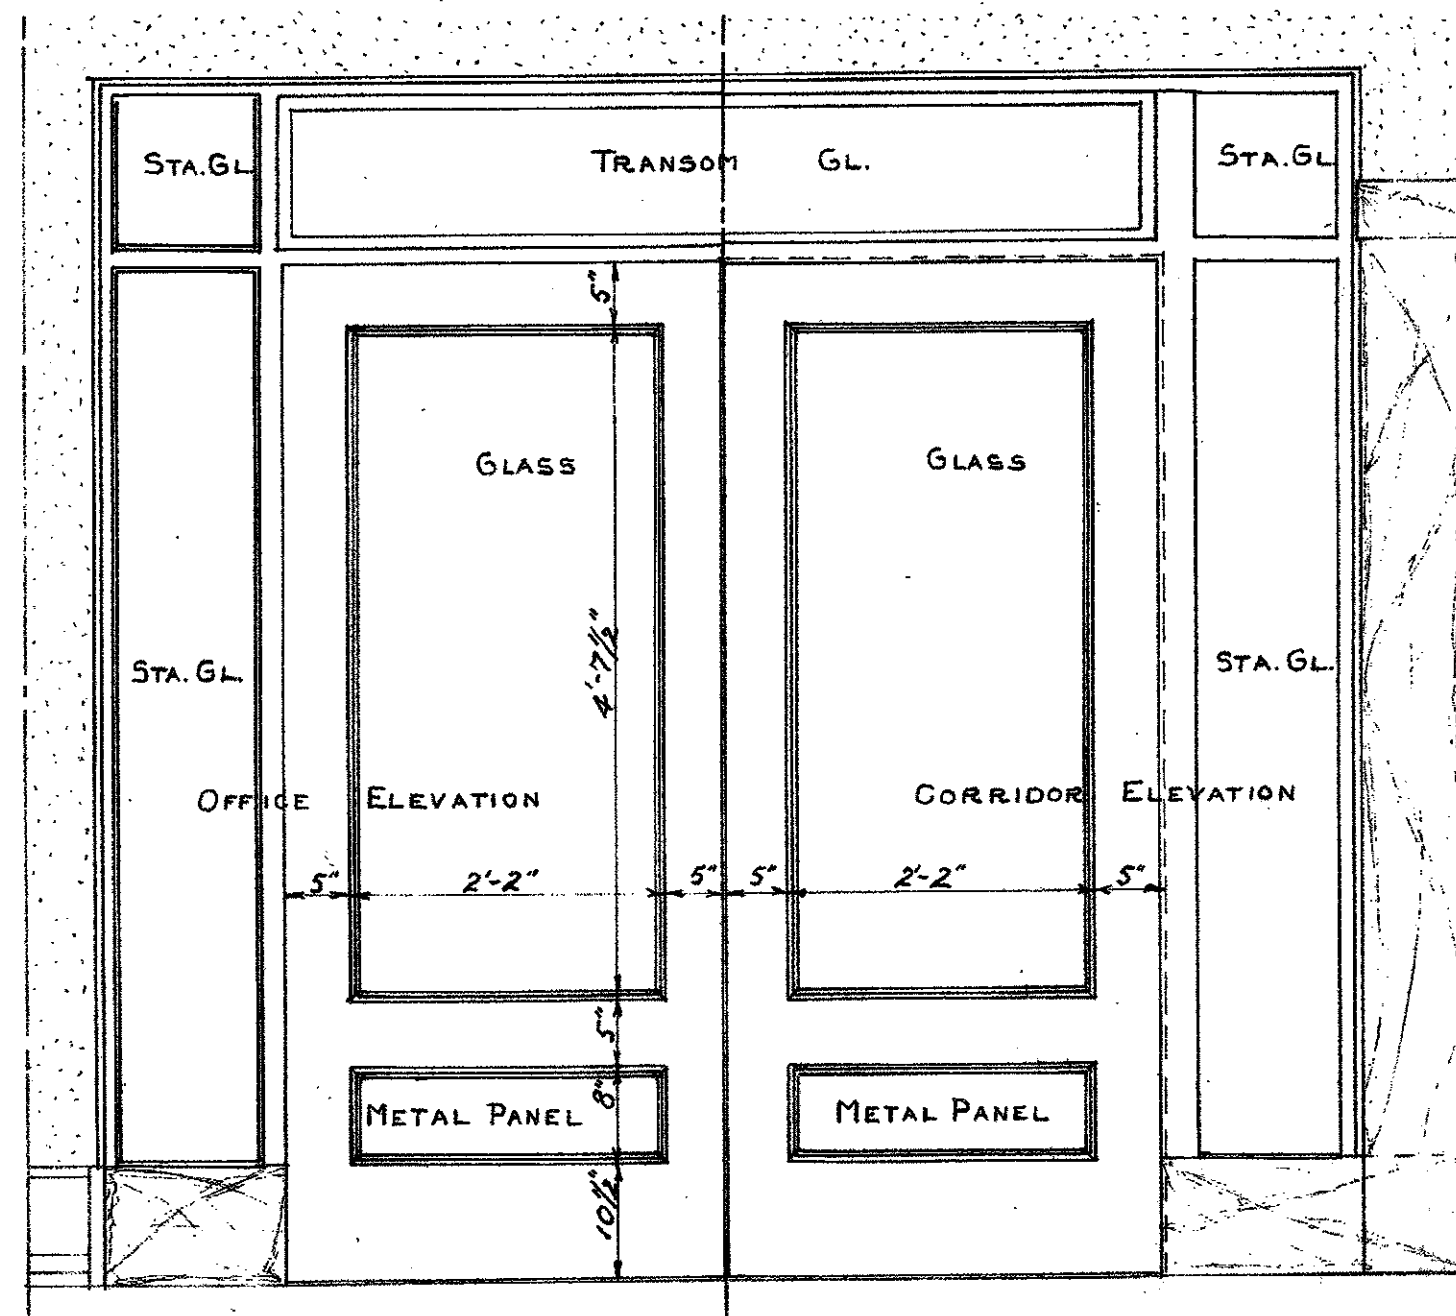 STA.GL.
TRANSOM GL.
STA.GL
5"
GLASS
GLASS
4'-7½"
STA. GL.
STA. GL.
OFFICE ELEVATION
CORRIDOR ELEVATION
5" 2'-2" 5" 5" 2'-2" 5"
5"
8"
METAL PANEL
METAL PANEL
10½"